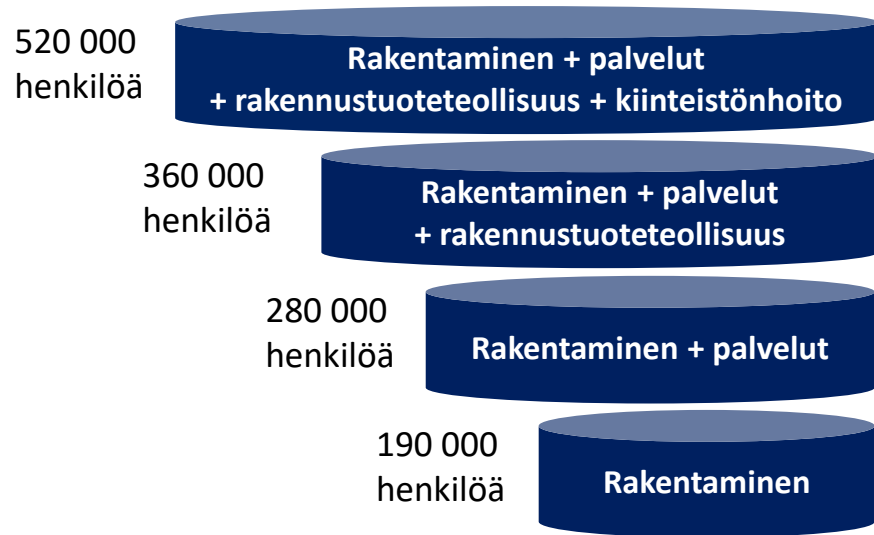 520 000
henkilöä
Rakentaminen + palvelut
+ rakennustuoteteollisuus + kiinteistönhoito
360 000
henkilöä
Rakentaminen + palvelut
+ rakennustuoteteollisuus
280 000
henkilöä
Rakentaminen + palvelut
190 000
henkilöä
Rakentaminen